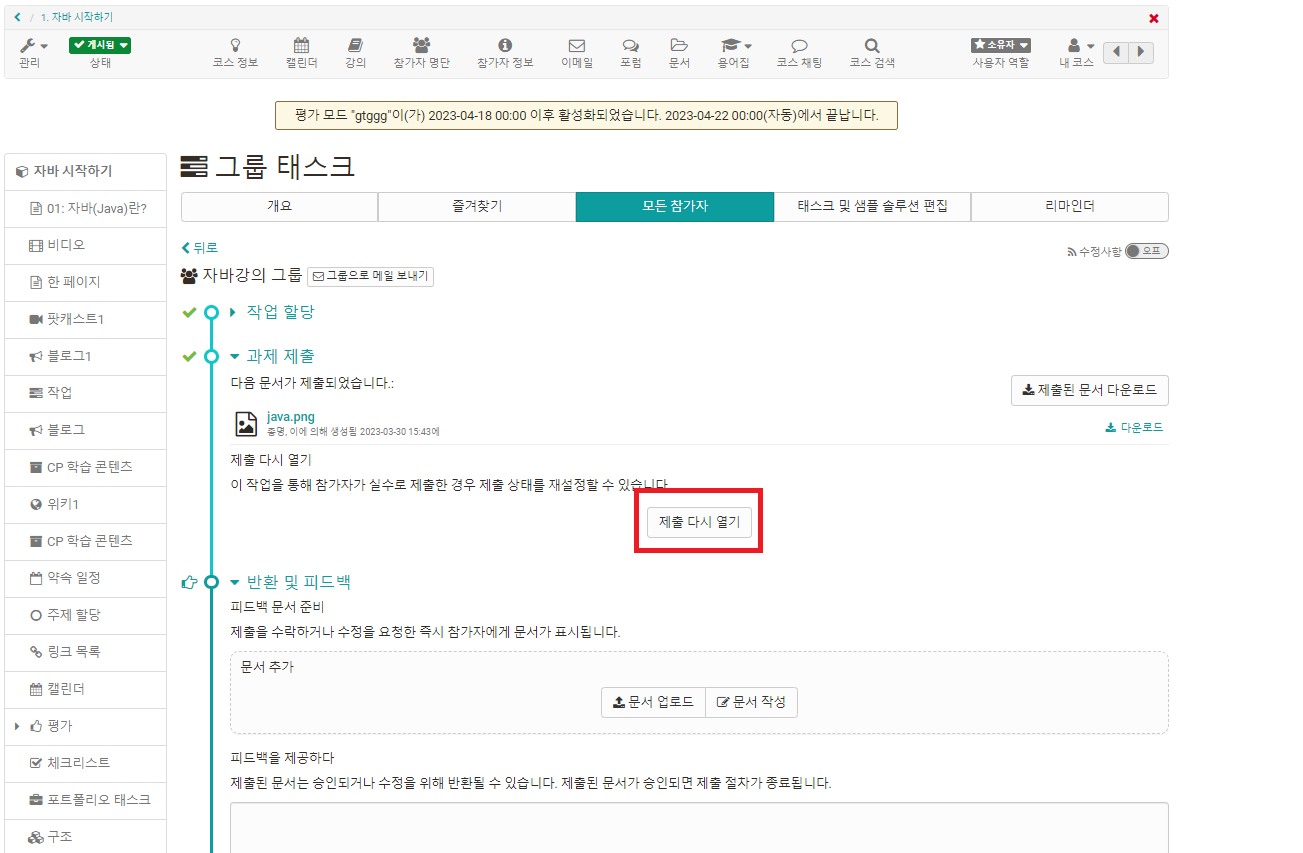 / 1. 자바 시작하기
관리
게시됨
상태
코스 정보
캘린더
강의
참가자 명단
참가자 정보
이메일
포럼
문서
용어집
코스 채팅
코스 검색
소유자
사용자 역할
내 코스
평가 모드 "gtggg"이(가) 2023-04-18 00:00 이후 활성화되었습니다. 2023-04-22 00:00(자동)에서 끝납니다.
자바 시작하기
01: 자바(Java)란?
비디오
한 페이지
팟캐스트1
블로그1
작업
블로그
CP 학습 콘텐츠
위키1
CP 학습 콘텐츠
약속 일정
주제 할당
링크 목록
캘린더
평가
체크리스트
포트폴리오 태스크
구조
그룹 태스크
개요
즐겨찾기
모든 참가자
태스크 및 샘플 솔루션 편집
리마인더
뒤로
수정사항
오프
자바강의 그룹
그룹으로 메일 보내기
작업 할당
과제 제출
다음 문서가 제출되었습니다.:
제출된 문서 다운로드
java.png
종명, 이에 의해 생성됨 2023-03-30 15:43에
다운로드
제출 다시 열기
이 작업을 통해 참가자가 실수로 제출한 경우 제출 상태를 재설정할 수 있습니다.
제출 다시 열기
반환 및 피드백
피드백 문서 준비
제출을 수락하거나 수정을 요청한 즉시 참가자에게 문서가 표시됩니다.
문서 추가
문서 업로드
문서 작성
피드백을 제공하다
제출된 문서는 승인되거나 수정을 위해 반환될 수 있습니다. 제출된 문서가 승인되면 제출 절차가 종료됩니다.